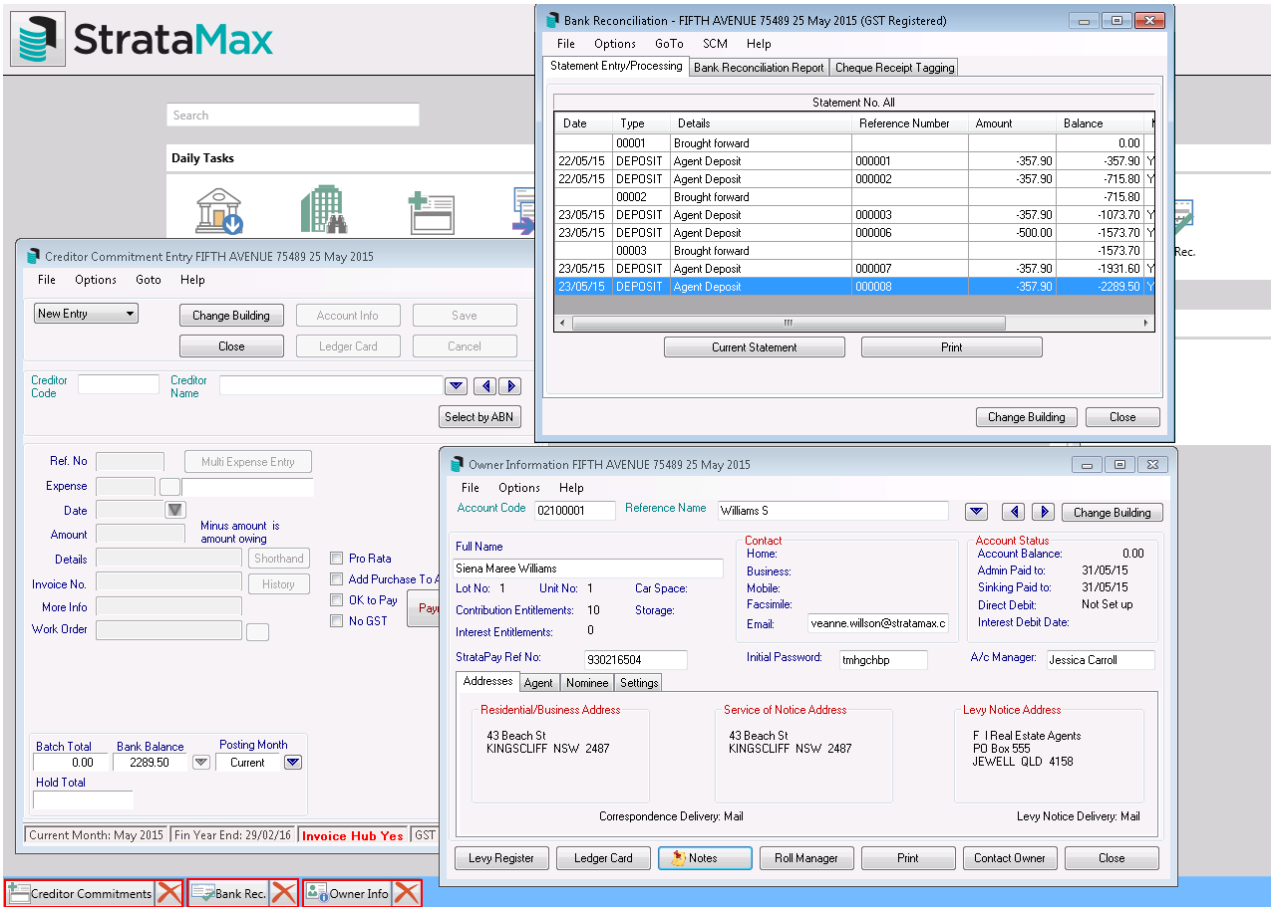 StrataMax
Search
Daily Tasks
Rec.
Bank Reconciliation - FIFTH AVENUE 75489 25 May 2015 (GST Registered)
File Options GoTo SCM Help
Statement Entry/Processing Bank Reconciliation Report Cheque Receipt Tagging
Statement No. All
Date Type Details Reference Number Amount Balance
00001 Brought forward 0.00
22/05/15 DEPOSIT Agent Deposit 000001 -357.90 -357.90 Y
22/05/15 DEPOSIT Agent Deposit 000002 -357.90 -715.80 Y
00002 Brought forward -715.80
23/05/15 DEPOSIT Agent Deposit 000003 -357.90 -1073.70 Y
23/05/15 DEPOSIT Agent Deposit 000006 -500.00 -1573.70 Y
00003 Brought forward -1573.70
23/05/15 DEPOSIT Agent Deposit 000007 -357.90 -1931.60 Y
23/05/15 DEPOSIT Agent Deposit 000008 -357.90 -2289.50 Y
Current Statement Print
Change Building Close
Creditor Commitment Entry FIFTH AVENUE 75489 25 May 2015
File Options Goto Help
New Entry Change Building Account Info Save
Close Ledger Card Cancel
Creditor Code Creditor Name
Select by ABN
Ref. No Multi Expense Entry
Expense
Date
Amount Minus amount is amount owing
Details Shorthand Pro Rata
Invoice No. History Add Purchase To A
More Info OK to Pay
Work Order No GST
Batch Total Bank Balance Posting Month
0.00 2289.50 Current
Hold Total
Current Month: May 2015 Fin Year End: 29/02/16 Invoice Hub Yes GST
Owner Information FIFTH AVENUE 75489 25 May 2015
File Options Help
Account Code 02100001 Reference Name Williams S Change Building
Full Name
Siena Maree Williams
Lot No: 1 Unit No: 1 Car Space:
Contribution Entitlements: 10 Storage:
Interest Entitlements: 0
Contact
Home:
Business:
Mobile:
Facsimile:
Email: veanne.willson@stratamax.c
Account Status
Account Balance: 0.00
Admin Paid to: 31/05/15
Sinking Paid to: 31/05/15
Direct Debit: Not Set up
Interest Debit Date:
StrataPay Ref No: 930216504 Initial Password: tmhgchbp A/c Manager: Jessica Carroll
Addresses Agent Nominee Settings
Residential/Business Address
43 Beach St
KINGSCLIFF NSW 2487
Service of Notice Address
43 Beach St
KINGSCLIFF NSW 2487
Levy Notice Address
F I Real Estate Agents
PO Box 555
JEWELL QLD 4158
Correspondence Delivery: Mail Levy Notice Delivery: Mail
Levy Register Ledger Card Notes Roll Manager Print Contact Owner Close
Creditor Commitments Bank Rec. Owner Info